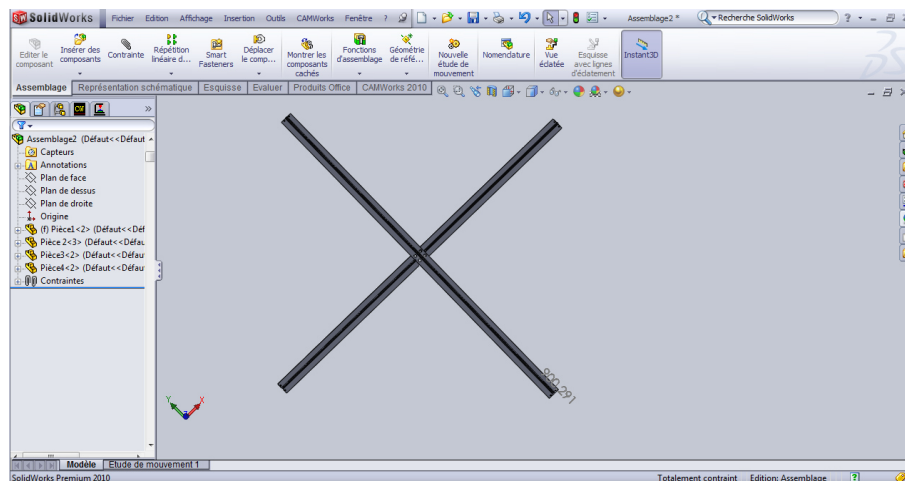 SolidWorks Fichier Edition Affichage Insertion Outils CAMWorks Fenêtre ? Assemblage2 * Recherche SolidWorks ?
Editer le composant Insérer des composants Contrainte Répétition linéaire d... Smart Fasteners Déplacer le comp... Montrer les composants cachés Fonctions d'assemblage Géométrie de réfé... Nouvelle étude de mouvement Nomenclature Vue éclatée Esquisse avec lignes d'éclatement Instant3D
Assemblage Représentation schématique Esquisse Evaluer Produits Office CAMWorks 2010
Assemblage2 (Défaut<<Défaut
Capteurs
Annotations
Plan de face
Plan de dessus
Plan de droite
Origine
(f) Pièce1<2> (Défaut<<Déf
Pièce 2<3> (Défaut<<Défau
Pièce3<2> (Défaut<<Défau
Pièce4<2> (Défaut<<Défau
Contraintes
800,291
Y X
Modèle Etude de mouvement 1
SolidWorks Premium 2010 Totalement contraint Edition: Assemblage ?